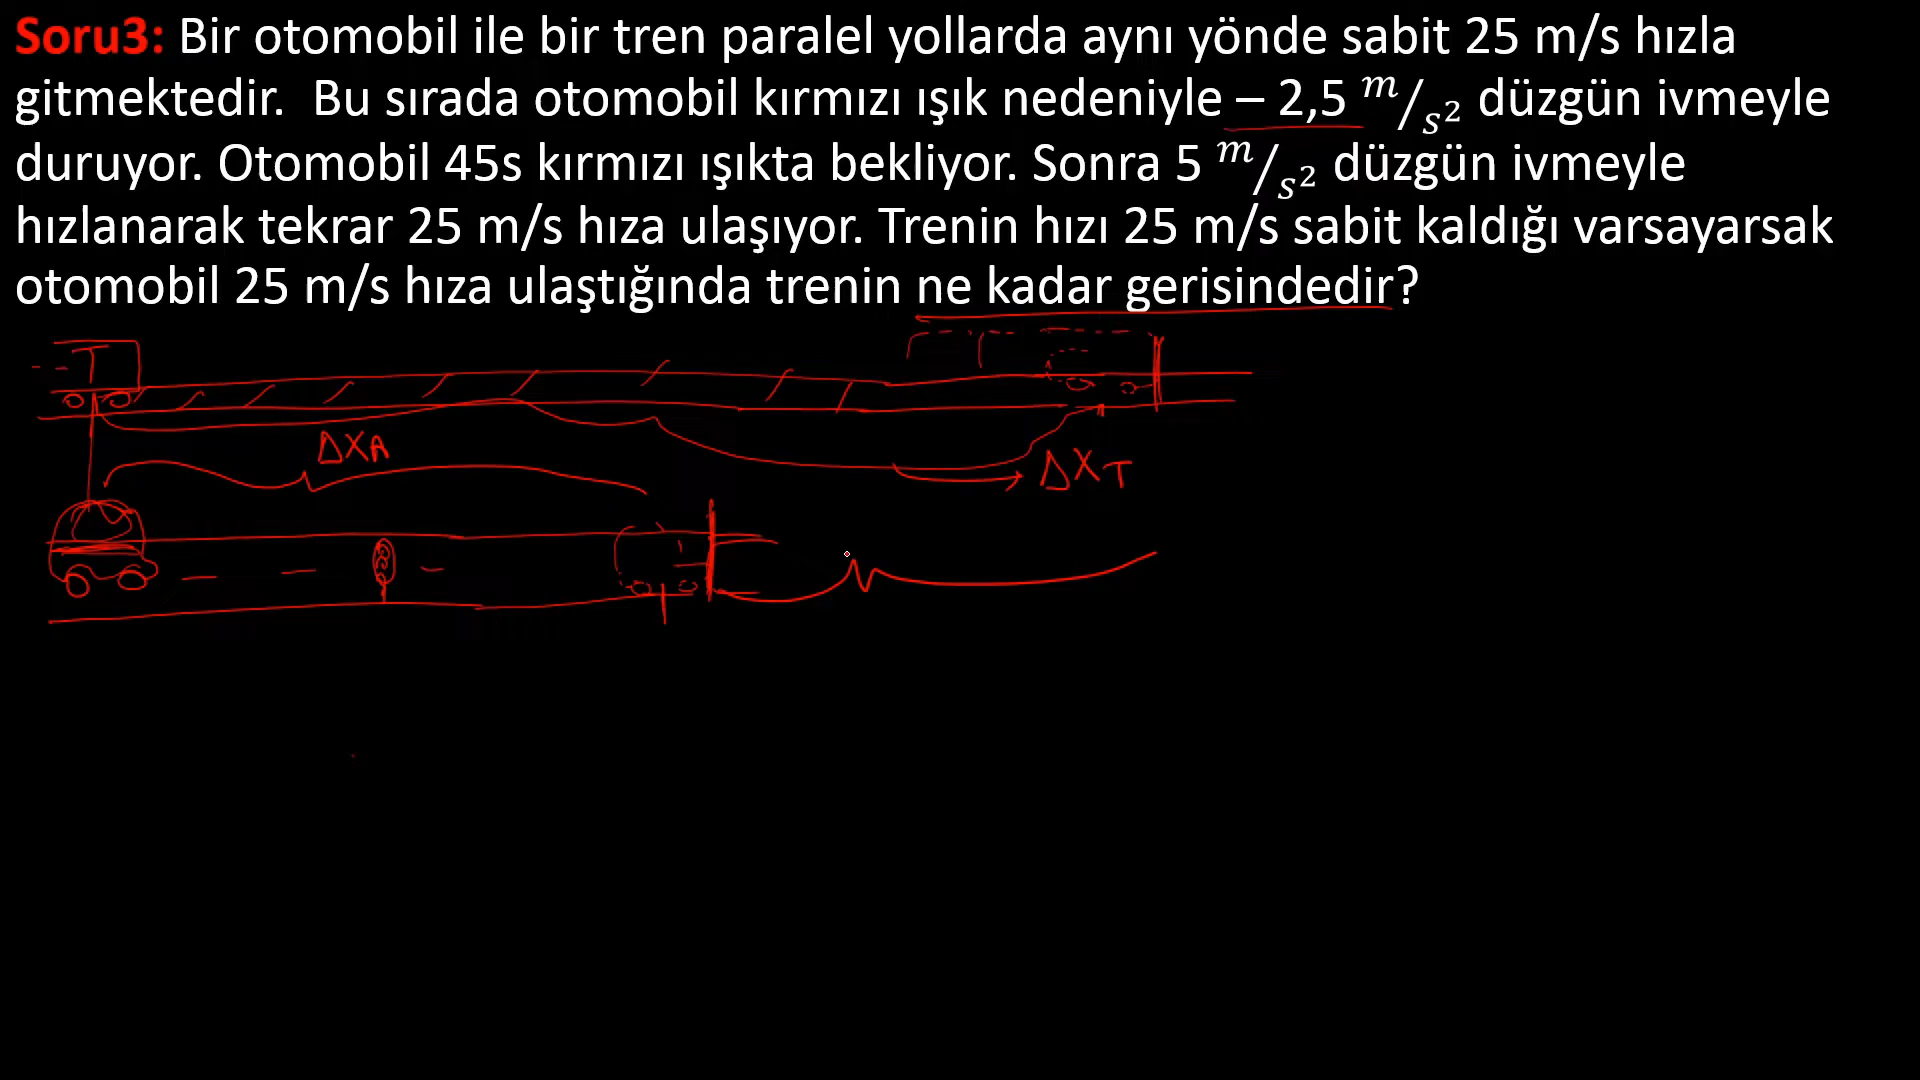 Soru3: Bir otomobil ile bir tren paralel yollarda aynı yönde sabit 25 m/s hızla
gitmektedir. Bu sırada otomobil kırmızı ışık nedeniyle – 2,5 m/s² düzgün ivmeyle
duruyor. Otomobil 45s kırmızı ışıkta bekliyor. Sonra 5 m/s² düzgün ivmeyle
hızlanarak tekrar 25 m/s hıza ulaşıyor. Trenin hızı 25 m/s sabit kaldığı varsayarsak
otomobil 25 m/s hıza ulaştığında trenin ne kadar gerisindedir?
T
ΔXA
ΔXT